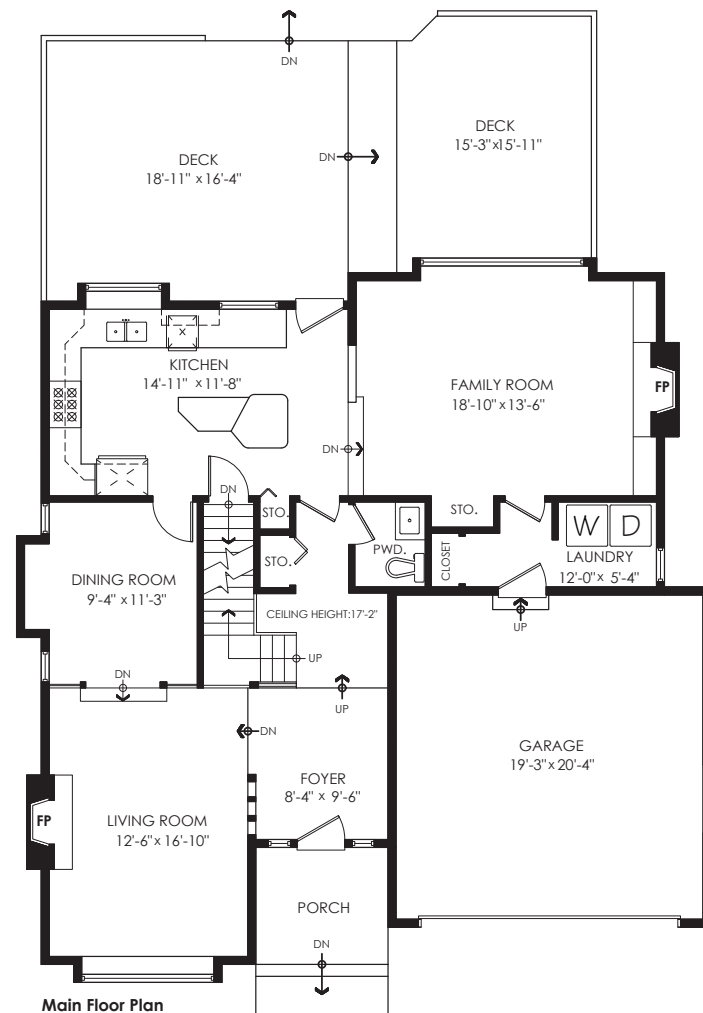 DN
DECK
15'-3"x15'-11"
DECK
18'-11" x 16'-4"
DN
KITCHEN
14'-11" x 11'-8"
FAMILY ROOM
18'-10" x 13'-6"
FP
DN
DN
STO.
STO.
W D
PWD.
STO.
CLOSET
LAUNDRY
12'-0" x 5'-4"
DINING ROOM
9'-4" x 11'-3"
CEILING HEIGHT:17'-2"
UP
UP
DN
UP
DN
GARAGE
19'-3" x 20'-4"
FOYER
8'-4" x 9'-6"
FP
LIVING ROOM
12'-6" x 16'-10"
PORCH
DN
Main Floor Plan